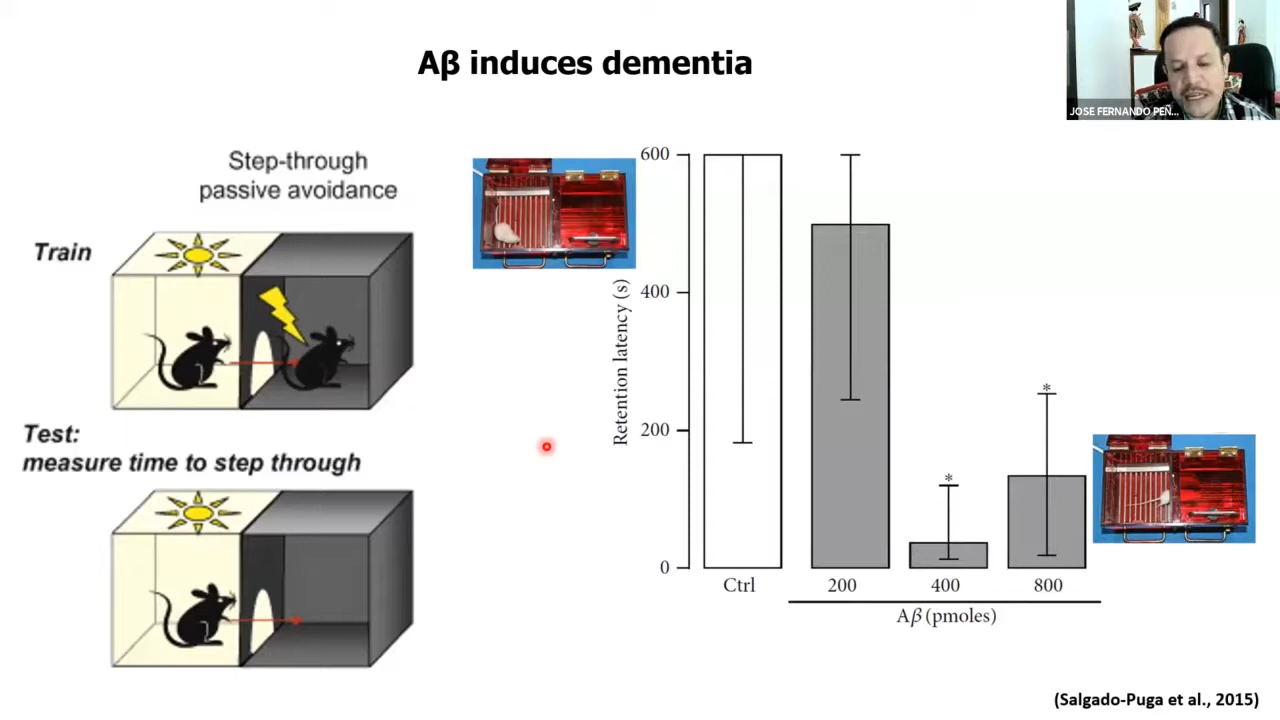 Aβ induces dementia
JOSE FERNANDO PEÑ...
Step-through
passive avoidance
Train
Test:
measure time to step through
Retention latency (s)
600
400
200
0
*
*
Ctrl
200
400
800
Aβ (pmoles)
(Salgado-Puga et al., 2015)